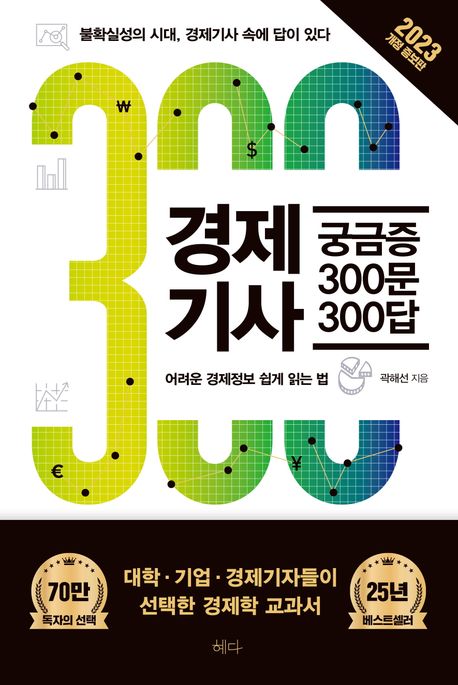 불확실성의 시대, 경제기사 속에 답이 있다
2023
개정 증보판
300
₩
$
경제
기사
궁금증
300문
300답
어려운 경제정보 쉽게 읽는 법
곽해선 지음
€
¥
70만
독자의 선택
대학·기업·경제기자들이
선택한 경제학 교과서
25년
베스트셀러
혜다